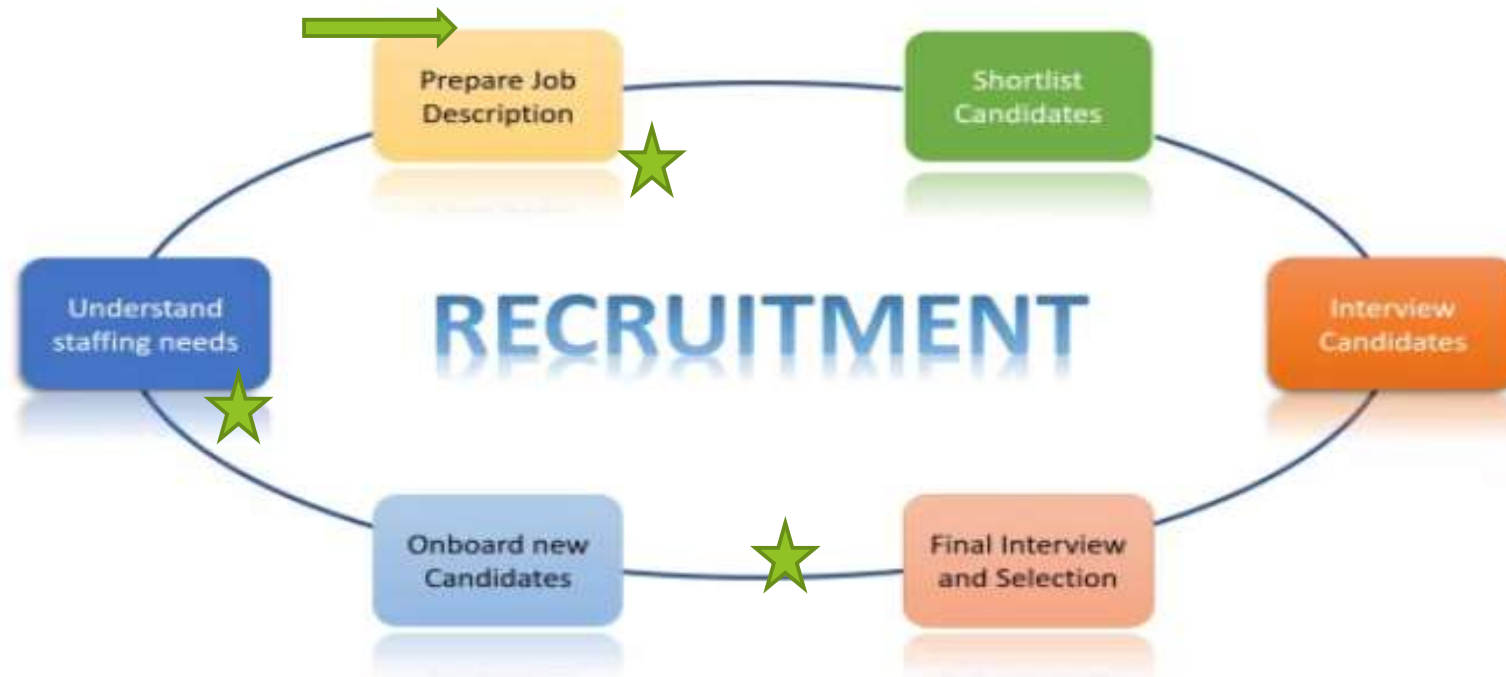 Prepare Job
Description
Shortlist
Candidates
Understand
staffing needs
RECRUITMENT
Interview
Candidates
Onboard new
Candidates
Final Interview
and Selection